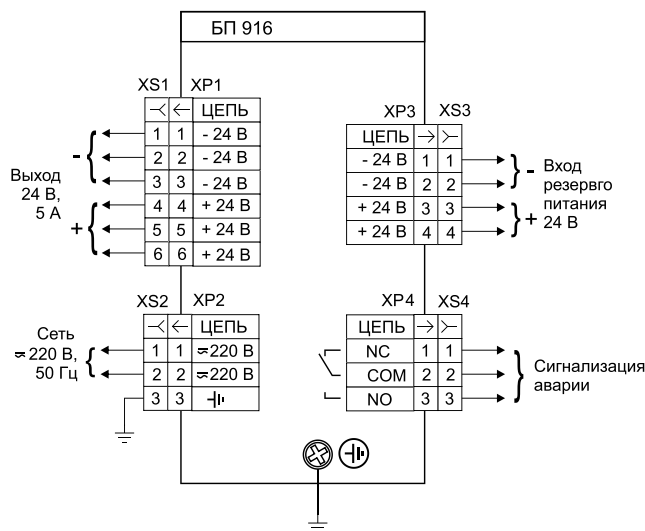 БП 916
XS1 XP1
ЦЕПЬ
1 1 - 24 В
2 2 - 24 В
3 3 - 24 В
4 4 + 24 В
5 5 + 24 В
6 6 + 24 В
-
+
Выход
24 В,
5 А
XP3 XS3
ЦЕПЬ
- 24 В 1 1
- 24 В 2 2
+ 24 В 3 3
+ 24 В 4 4
-
+
Вход
резервго
питания
24 В
XS2 XP2
ЦЕПЬ
1 1 ≂220 В
2 2 ≂220 В
3 3
Сеть
≂220 В,
50 Гц
XP4 XS4
ЦЕПЬ
NC 1 1
COM 2 2
NO 3 3
Сигнализация
аварии